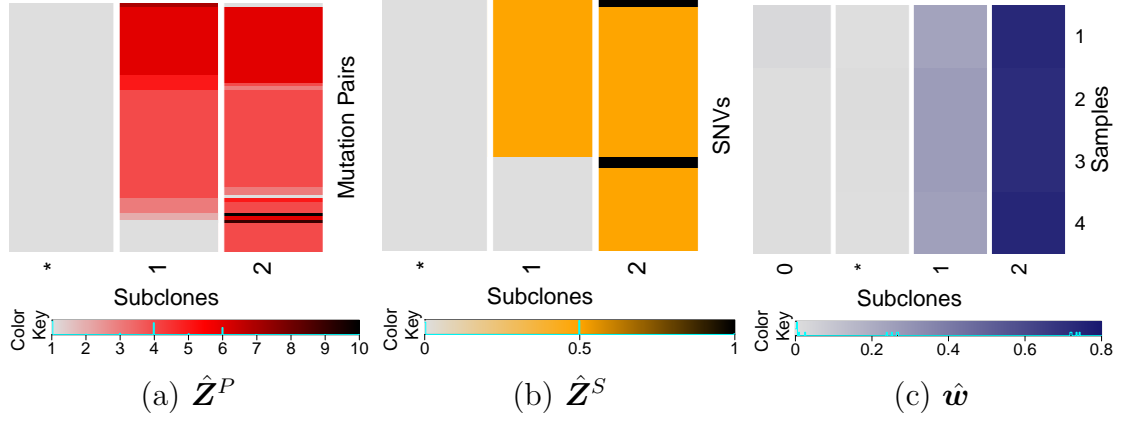 Mutation Pairs
* 1 2
Subclones
Color Key
1 2 3 4 5 6 7 8 9 10
(a) Ẑ^P
SNVs
* 1 2
Subclones
Color Key
0 0.5 1
(b) Ẑ^S
1
2
3
4
Samples
0 * 1 2
Subclones
Color Key
0 0.2 0.4 0.6 0.8
(c) ŵ